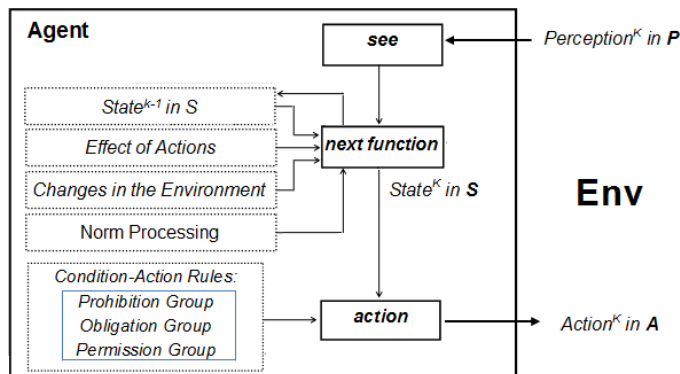 Agent
see
Perception^K in P
State^k-1 in S
Effect of Actions
next function
Changes in the Environment
State^K in S
Env
Norm Processing
Condition-Action Rules:
Prohibition Group
Obligation Group
Permission Group
action
Action^K in A